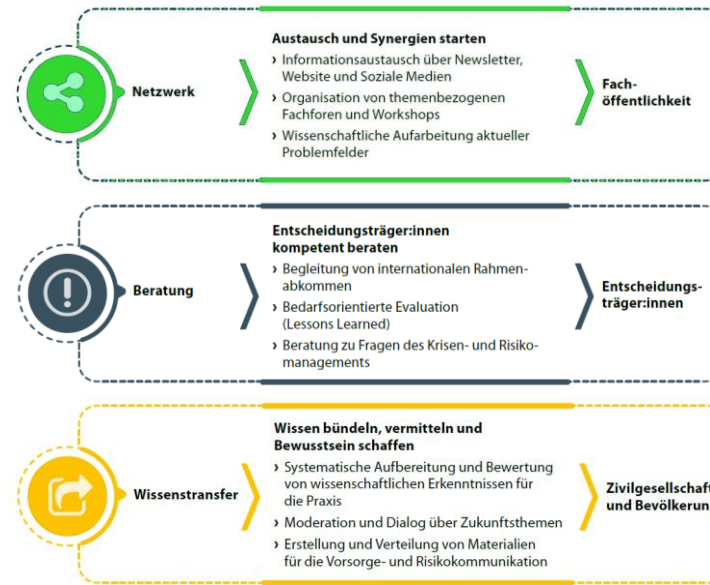 Netzwerk
Austausch und Synergien starten
› Informationsaustausch über Newsletter,
Website und Soziale Medien
› Organisation von themenbezogenen
Fachforen und Workshops
› Wissenschaftliche Aufarbeitung aktueller
Problemfelder
Fach-
öffentlichkeit
Beratung
Entscheidungsträger:innen
kompetent beraten
› Begleitung von internationalen Rahmen-
abkommen
› Bedarfsorientierte Evaluation
(Lessons Learned)
› Beratung zu Fragen des Krisen- und Risiko-
managements
Entscheidungs-
träger:innen
Wissenstransfer
Wissen bündeln, vermitteln und
Bewusstsein schaffen
› Systematische Aufbereitung und Bewertung
von wissenschaftlichen Erkenntnissen für
die Praxis
› Moderation und Dialog über Zukunftsthemen
› Erstellung und Verteilung von Materialien
für die Vorsorge- und Risikokommunikation
Zivilgesellschaft
und Bevölkerun